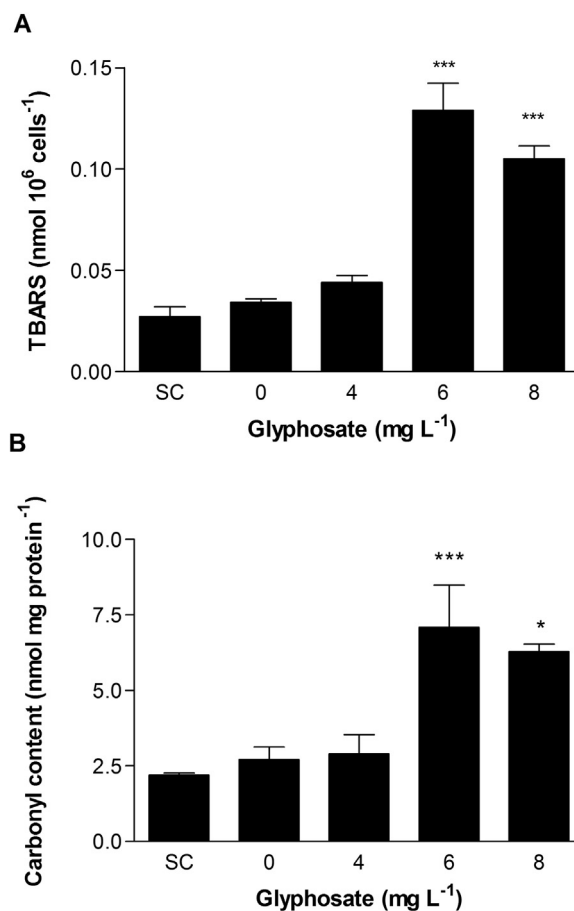 A
TBARS (nmol 10⁶ cells⁻¹)
0.15
0.10
0.05
0.00
***
***
SC 0 4 6 8
Glyphosate (mg L⁻¹)
B
Carbonyl content (nmol mg protein⁻¹)
10.0
7.5
5.0
2.5
0.0
***
*
SC 0 4 6 8
Glyphosate (mg L⁻¹)